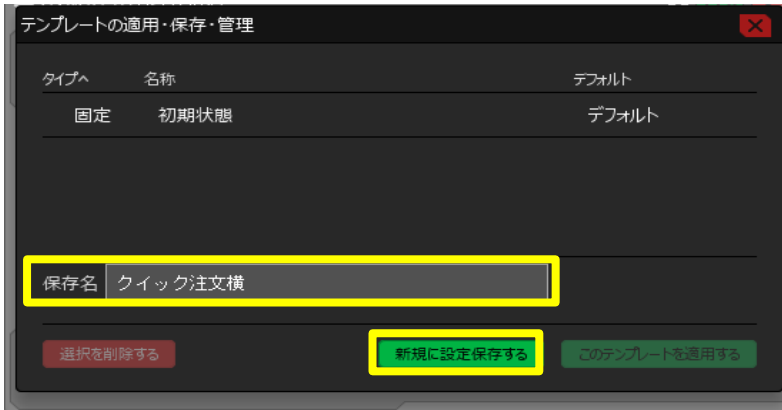 テンプレートの適用・保存・管理
タイプへ 名称 デフォルト
固定 初期状態 デフォルト
保存名 クイック注文横
選択を削除する 新規に設定保存する このテンプレートを適用する